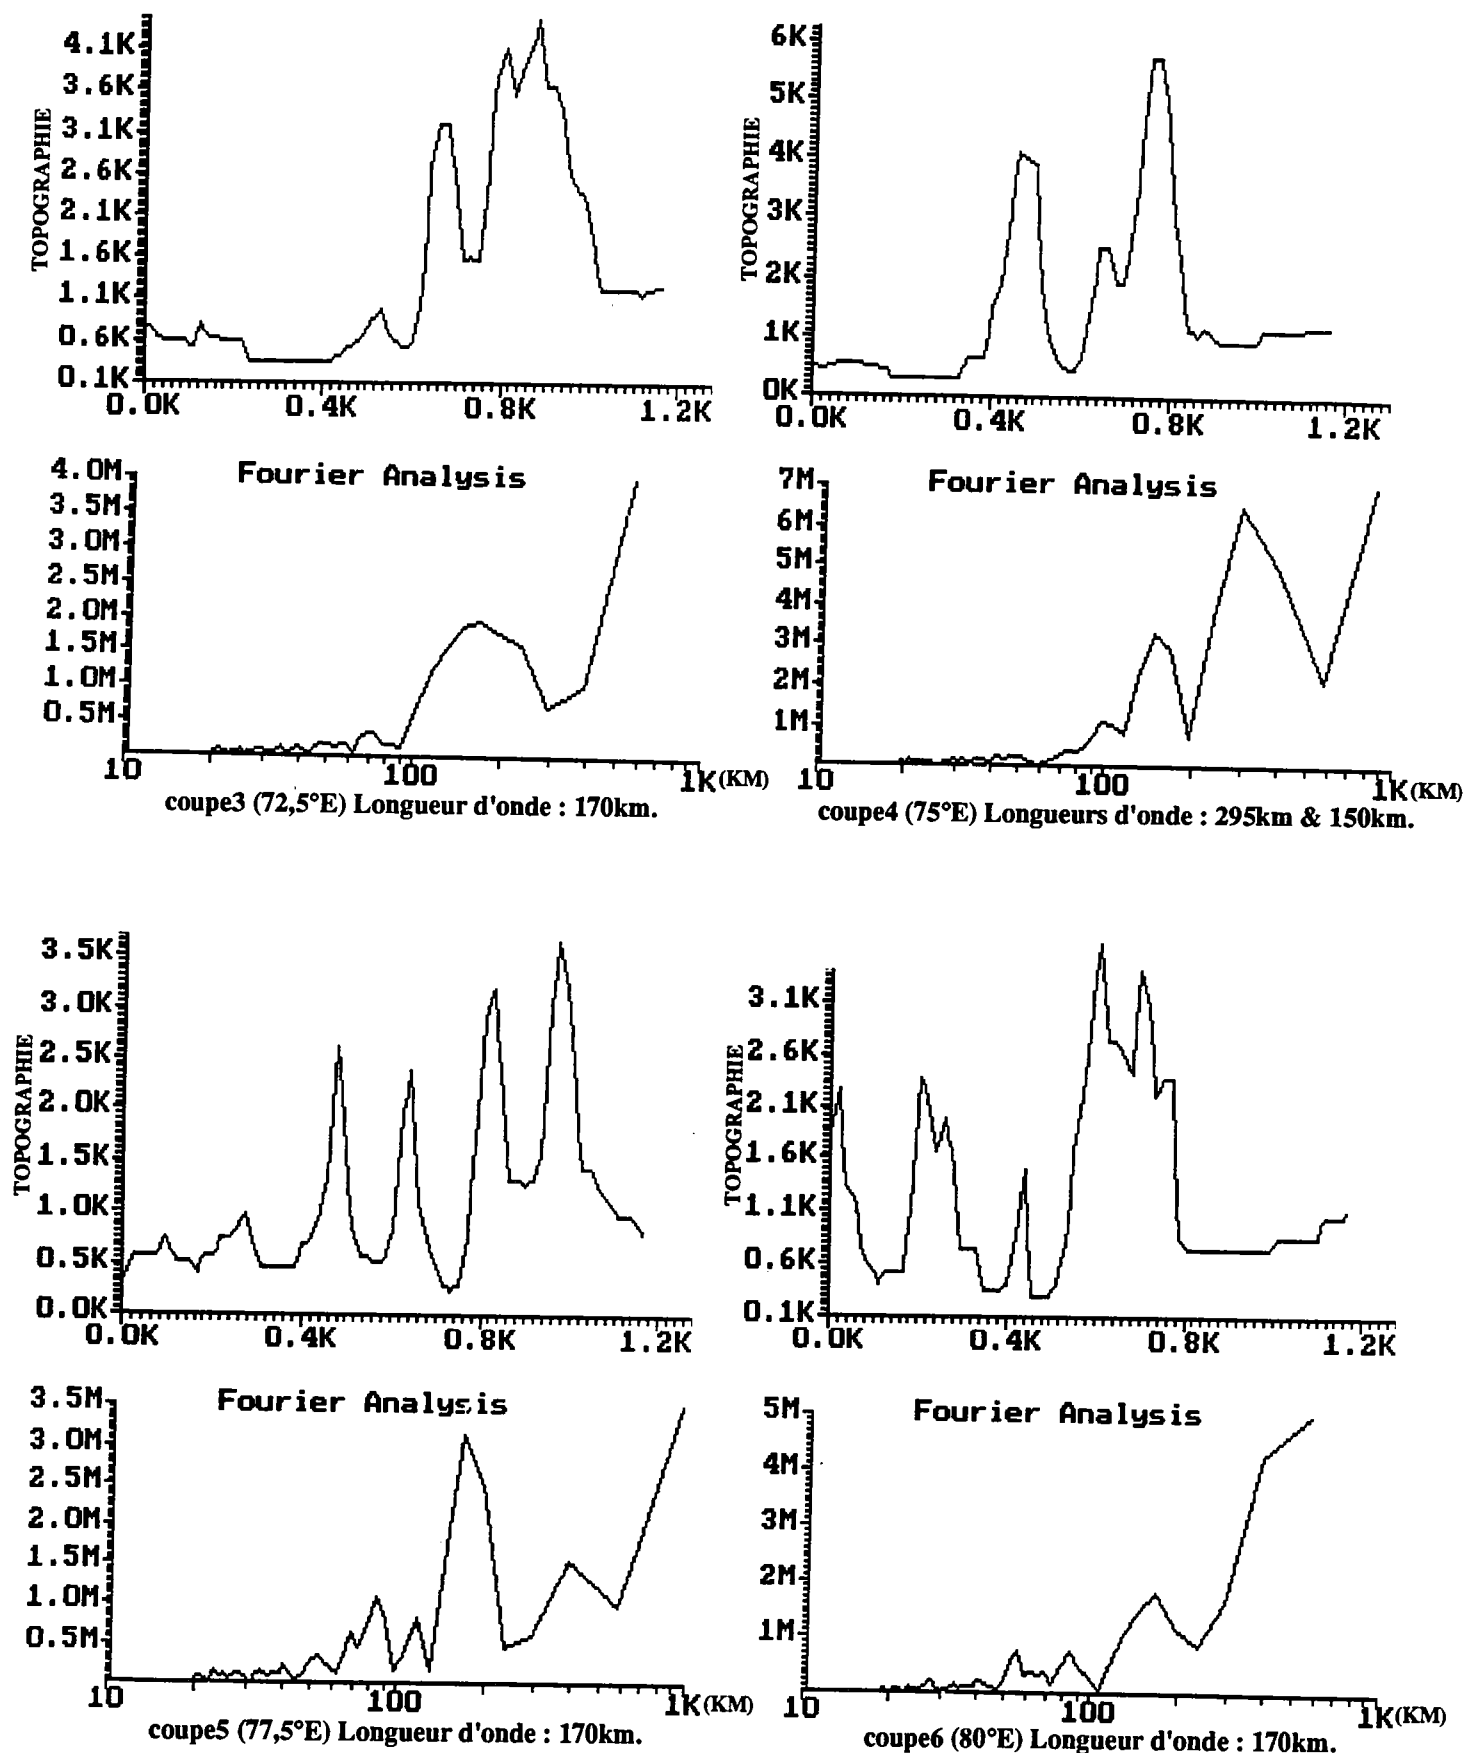 4.1K
3.6K
3.1K
2.6K
2.1K
1.6K
1.1K
0.6K
0.1K
TOPOGRAPHIE
0.0K 0.4K 0.8K 1.2K
6K
5K
4K
3K
2K
1K
0K
TOPOGRAPHIE
0.0K 0.4K 0.8K 1.2K
Fourier Analysis
4.0M
3.5M
3.0M
2.5M
2.0M
1.5M
1.0M
0.5M
10 100 1K(KM)
coupe3 (72,5°E) Longueur d'onde : 170km.
Fourier Analysis
7M
6M
5M
4M
3M
2M
1M
10 100 1K(KM)
coupe4 (75°E) Longueurs d'onde : 295km & 150km.
3.5K
3.0K
2.5K
2.0K
1.5K
1.0K
0.5K
0.0K
TOPOGRAPHIE
0.0K 0.4K 0.8K 1.2K
3.1K
2.6K
2.1K
1.6K
1.1K
0.6K
0.1K
TOPOGRAPHIE
0.0K 0.4K 0.8K 1.2K
Fourier Analysis
3.5M
3.0M
2.5M
2.0M
1.5M
1.0M
0.5M
10 100 1K(KM)
coupe5 (77,5°E) Longueur d'onde : 170km.
Fourier Analysis
5M
4M
3M
2M
1M
10 100 1K(KM)
coupe6 (80°E) Longueur d'onde : 170km.